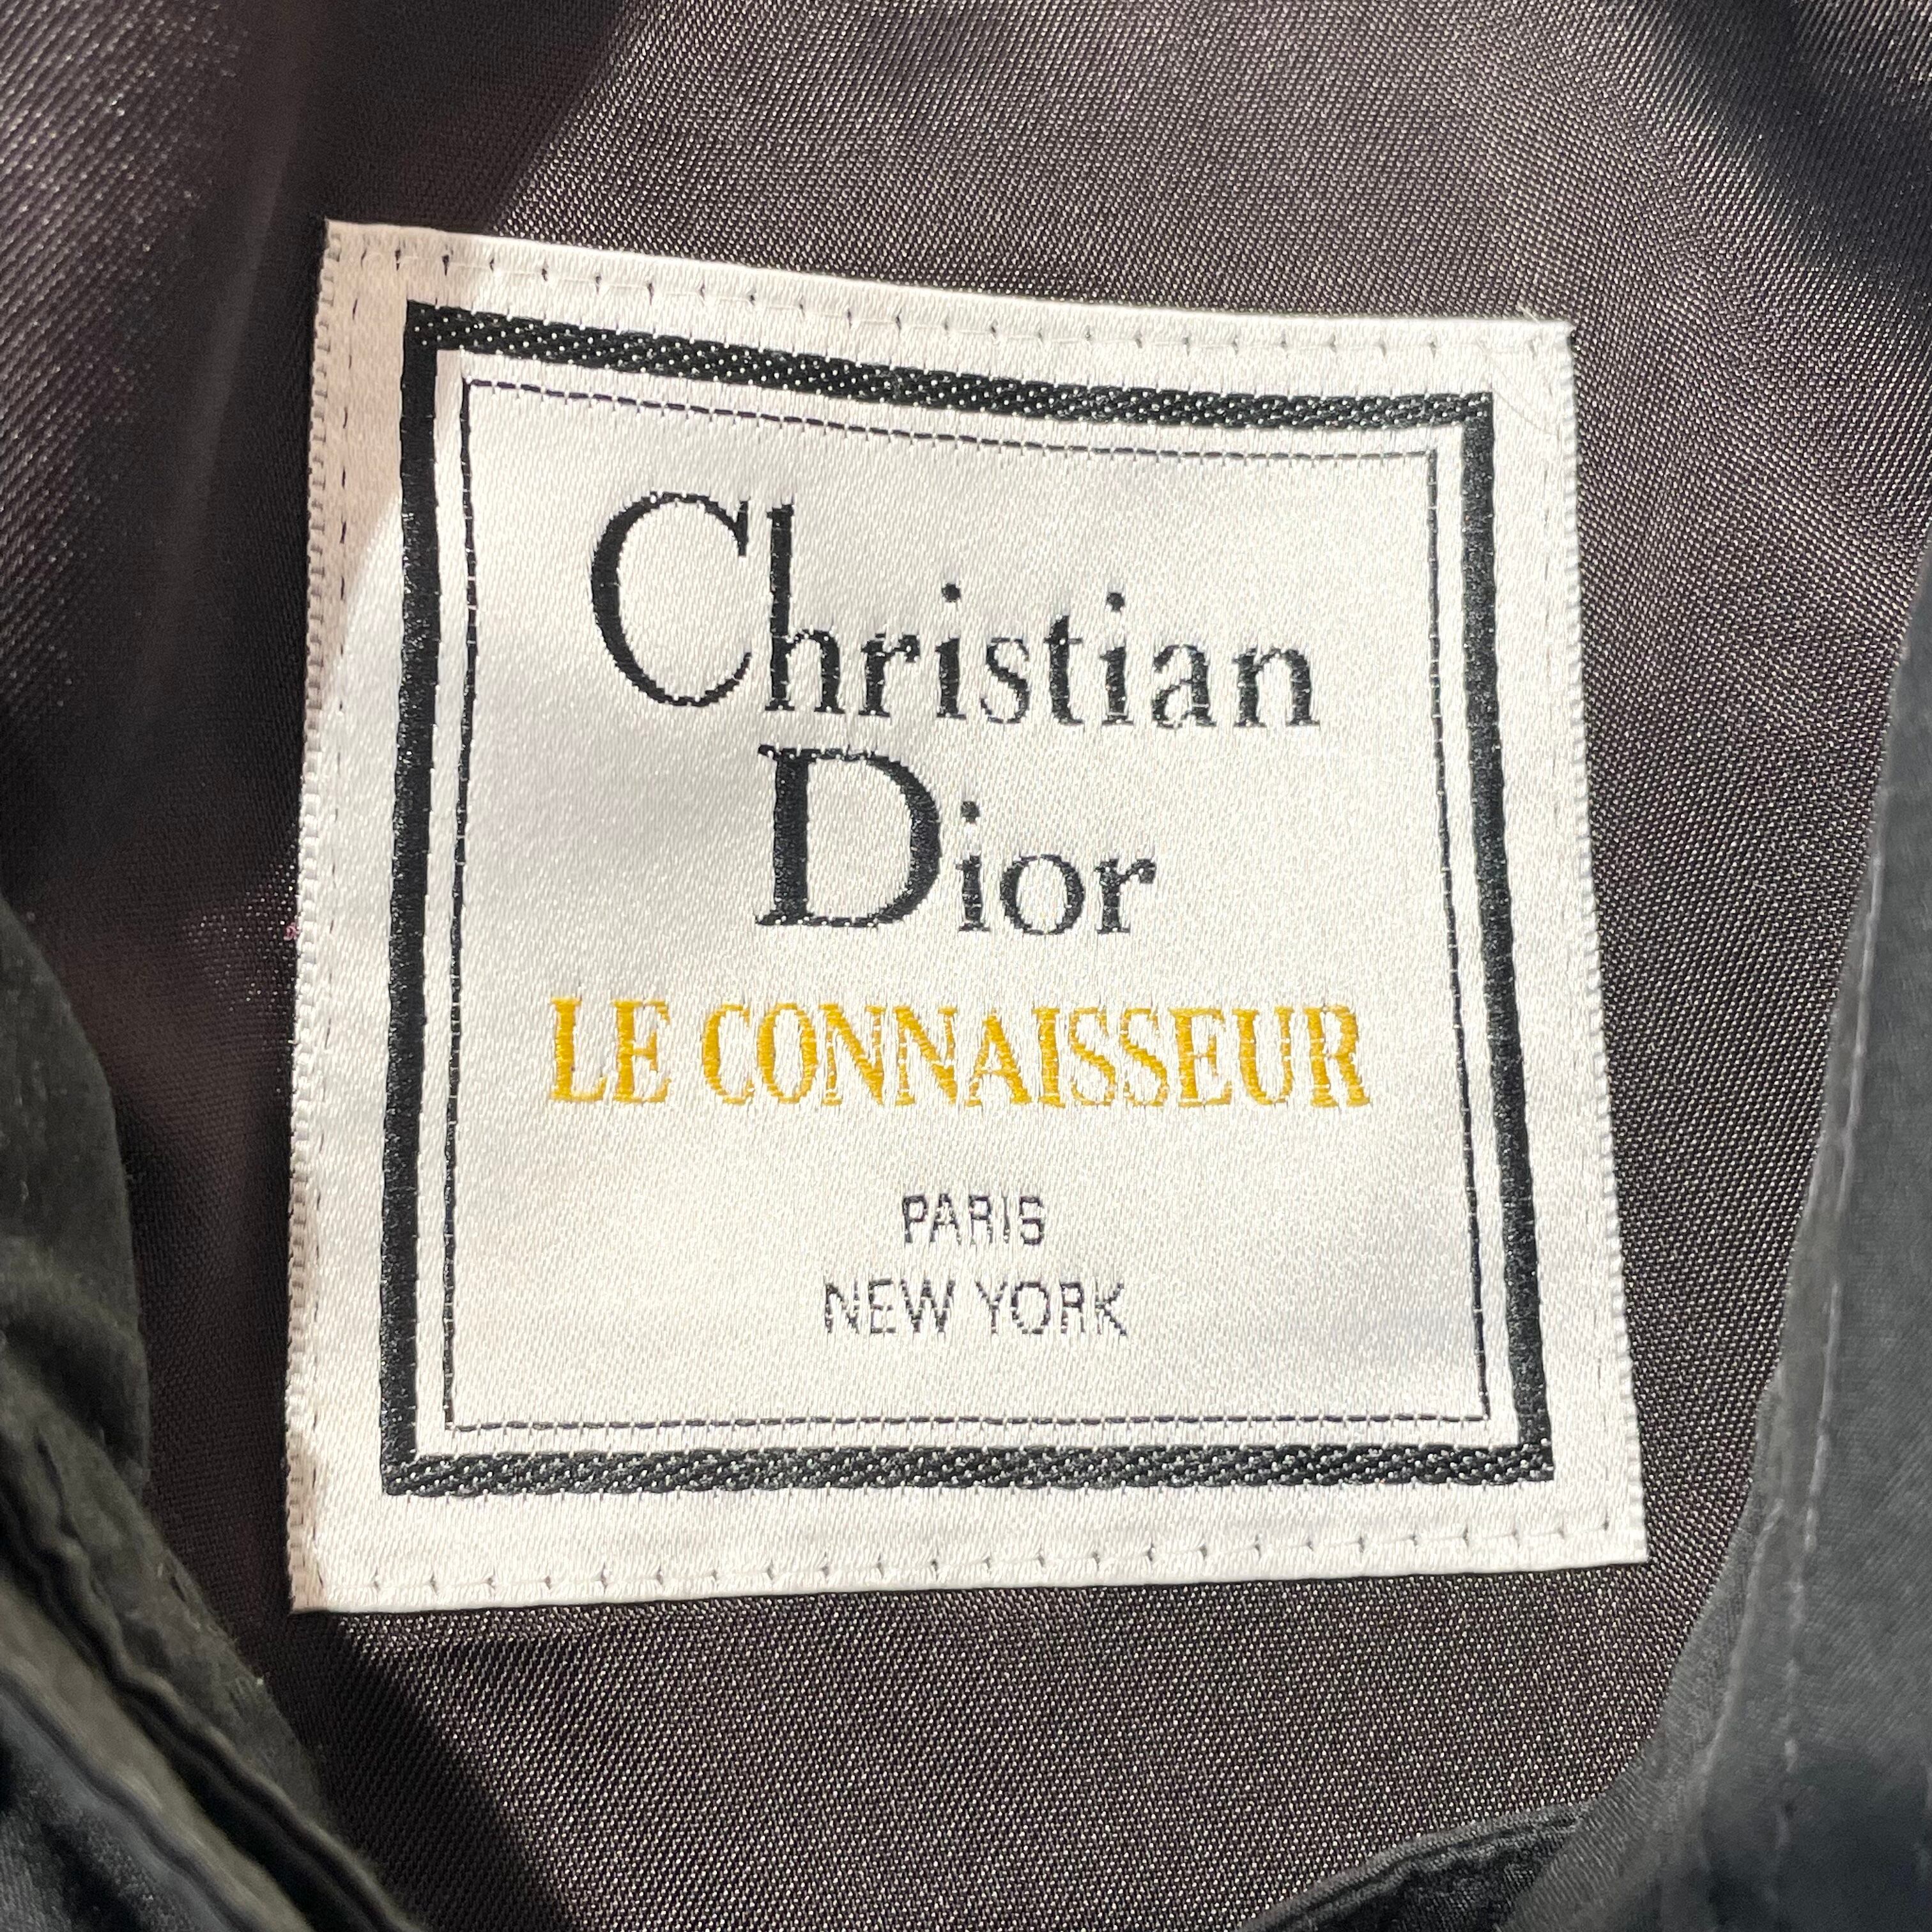 Christian
Dior
LE CONNAISSEUR
PARIS
NEW YORK